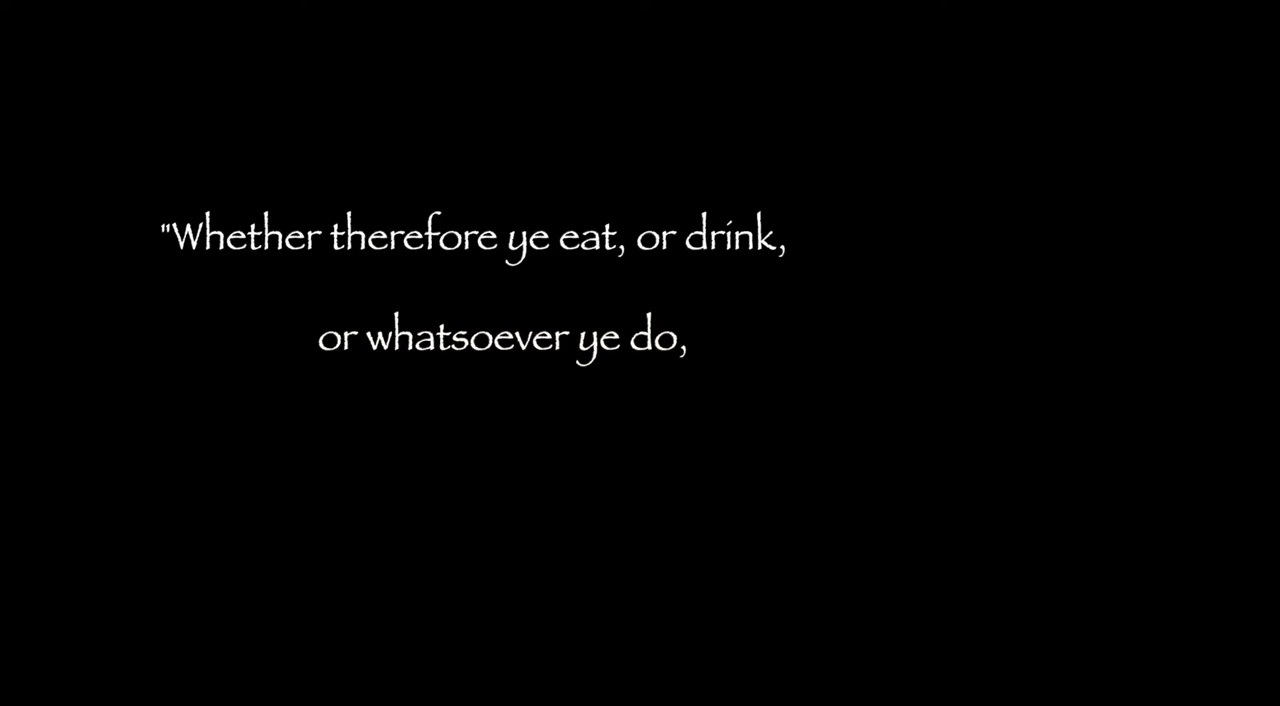 "Whether therefore ye eat, or drink,
or whatsoever ye do,